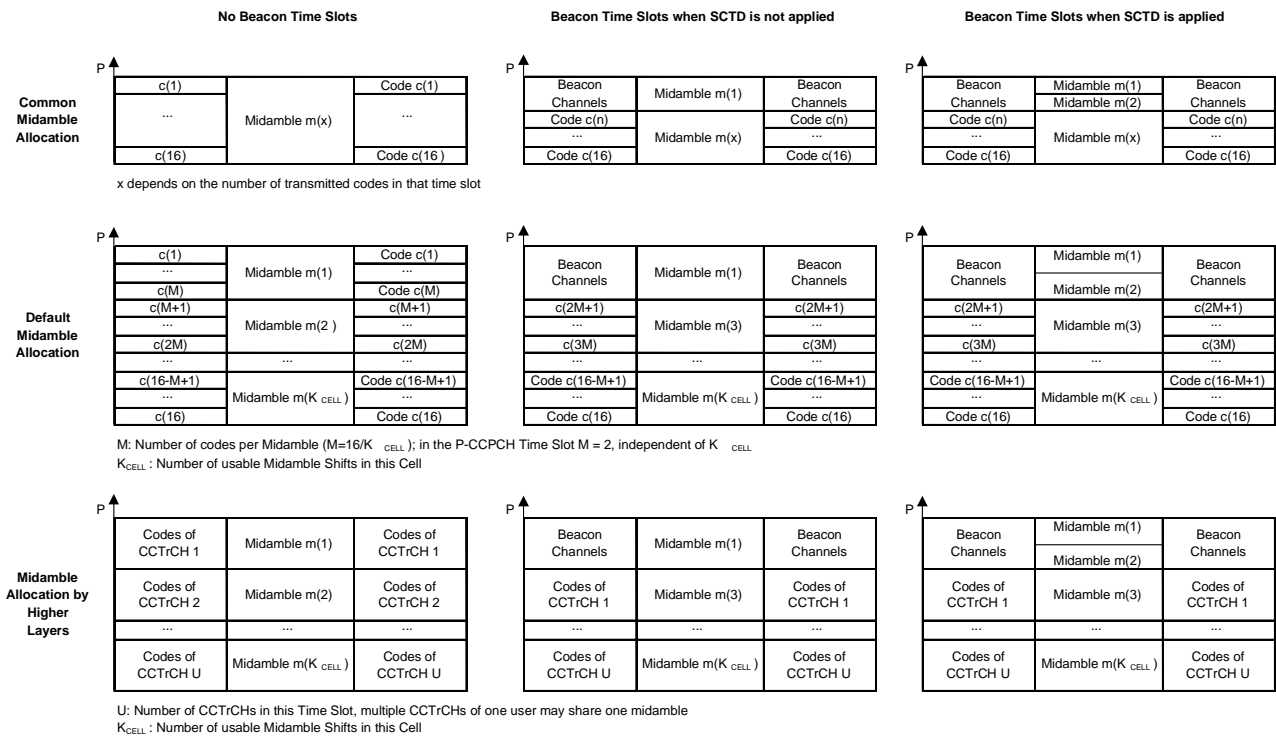 No Beacon Time Slots
Beacon Time Slots when SCTD is not applied
Beacon Time Slots when SCTD is applied
Common
Midamble
Allocation
P
c(1)
...
c(16)
Midamble m(x)
Code c(1)
...
Code c(16 )
P
Beacon
Channels
Code c(n)
...
Code c(16)
Midamble m(1)
Midamble m(x)
Beacon
Channels
Code c(n)
...
Code c(16)
P
Beacon
Channels
Code c(n)
...
Code c(16)
Midamble m(1)
Midamble m(2)
Midamble m(x)
Beacon
Channels
Code c(n)
...
Code c(16)
x depends on the number of transmitted codes in that time slot
Default
Midamble
Allocation
P
c(1)
...
c(M)
c(M+1)
...
c(2M)
...
c(16-M+1)
...
c(16)
Midamble m(1)
Midamble m(2 )
...
Midamble m(K CELL )
Code c(1)
...
Code c(M)
c(M+1)
...
c(2M)
...
Code c(16-M+1)
...
Code c(16)
P
Beacon
Channels
c(2M+1)
...
c(3M)
...
Code c(16-M+1)
...
Code c(16)
Midamble m(1)
Midamble m(3)
...
Midamble m(K CELL )
Beacon
Channels
c(2M+1)
...
c(3M)
...
Code c(16-M+1)
...
Code c(16)
P
Beacon
Channels
c(2M+1)
...
c(3M)
...
Code c(16-M+1)
...
Code c(16)
Midamble m(1)
Midamble m(2)
Midamble m(3)
...
Midamble m(K CELL )
Beacon
Channels
c(2M+1)
...
c(3M)
...
Code c(16-M+1)
...
Code c(16)
M: Number of codes per Midamble (M=16/K CELL ); in the P-CCPCH Time Slot M = 2, independent of K CELL
KCELL : Number of usable Midamble Shifts in this Cell
Midamble
Allocation by
Higher
Layers
P
Codes of
CCTrCH 1
Codes of
CCTrCH 2
...
Codes of
CCTrCH U
Midamble m(1)
Midamble m(2)
...
Midamble m(K CELL )
Codes of
CCTrCH 1
Codes of
CCTrCH 2
...
Codes of
CCTrCH U
P
Beacon
Channels
Codes of
CCTrCH 1
...
Codes of
CCTrCH U
Midamble m(1)
Midamble m(3)
...
Midamble m(K CELL )
Beacon
Channels
Codes of
CCTrCH 1
...
Codes of
CCTrCH U
P
Beacon
Channels
Codes of
CCTrCH 1
...
Codes of
CCTrCH U
Midamble m(1)
Midamble m(2)
Midamble m(3)
...
Midamble m(K CELL )
Beacon
Channels
Codes of
CCTrCH 1
...
Codes of
CCTrCH U
U: Number of CCTrCHs in this Time Slot, multiple CCTrCHs of one user may share one midamble
KCELL : Number of usable Midamble Shifts in this Cell